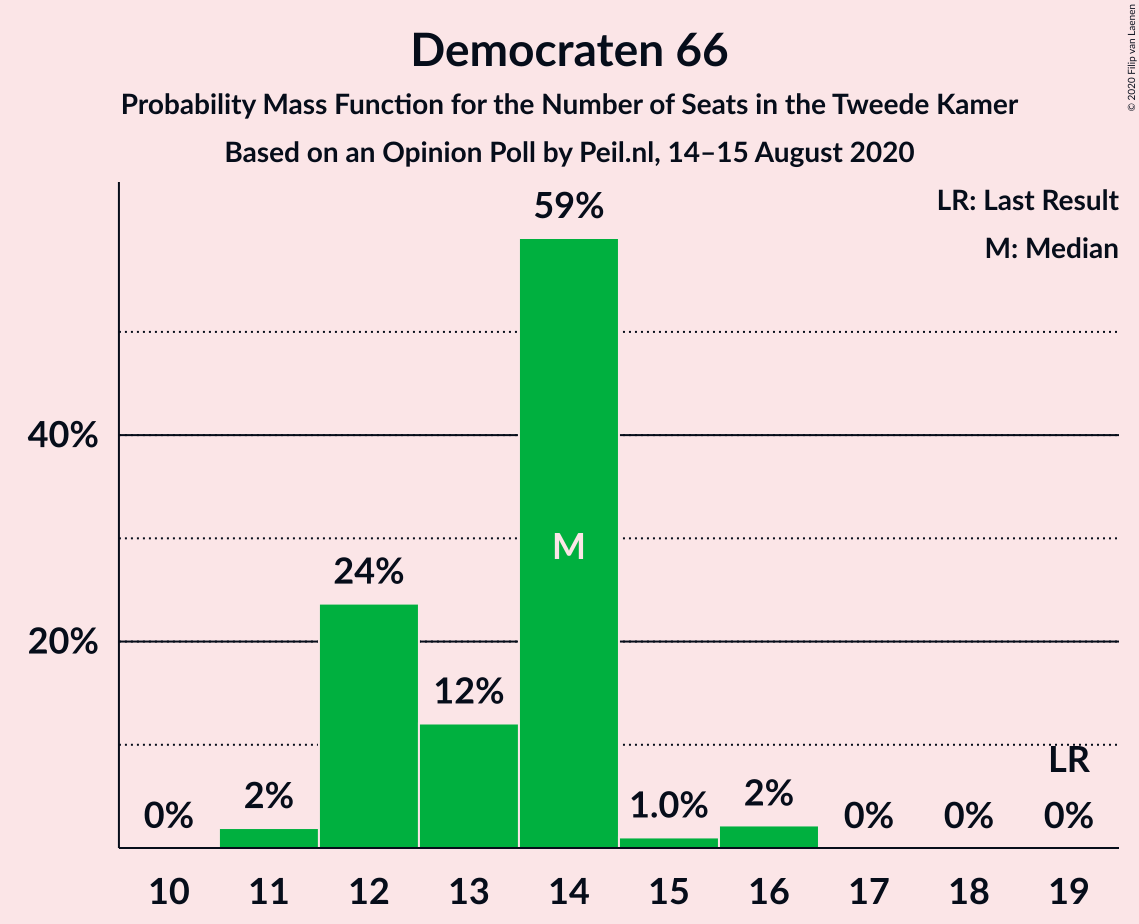 Democraten 66
Probability Mass Function for the Number of Seats in the Tweede Kamer
Based on an Opinion Poll by Peil.nl, 14–15 August 2020
© 2020 Filip van Laenen
LR: Last Result
M: Median
59%
40%
M
24%
20%
12%
LR
0%
2%
1.0%
2%
0%
0%
0%
10 11 12 13 14 15 16 17 18 19